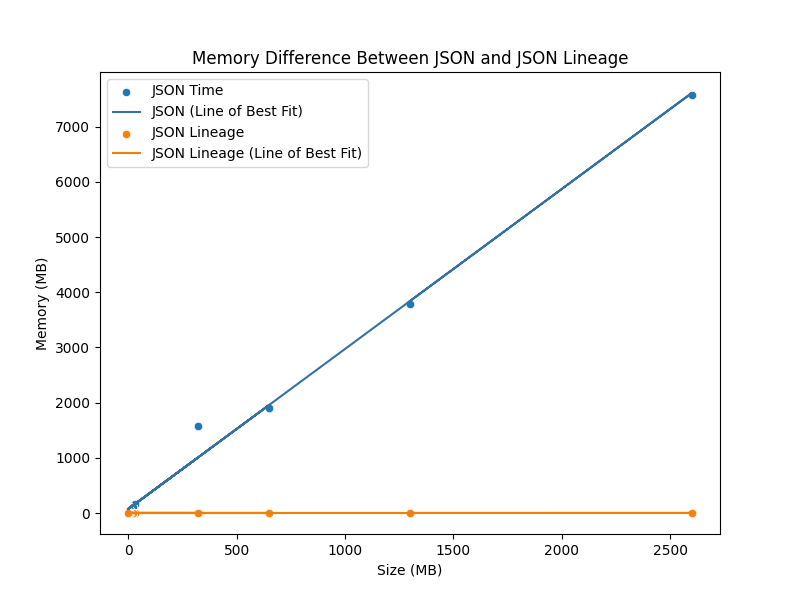 Memory Difference Between JSON and JSON Lineage
JSON Time
JSON (Line of Best Fit)
JSON Lineage
JSON Lineage (Line of Best Fit)
7000
6000
5000
4000
3000
2000
1000
0
Memory (MB)
0 500 1000 1500 2000 2500
Size (MB)